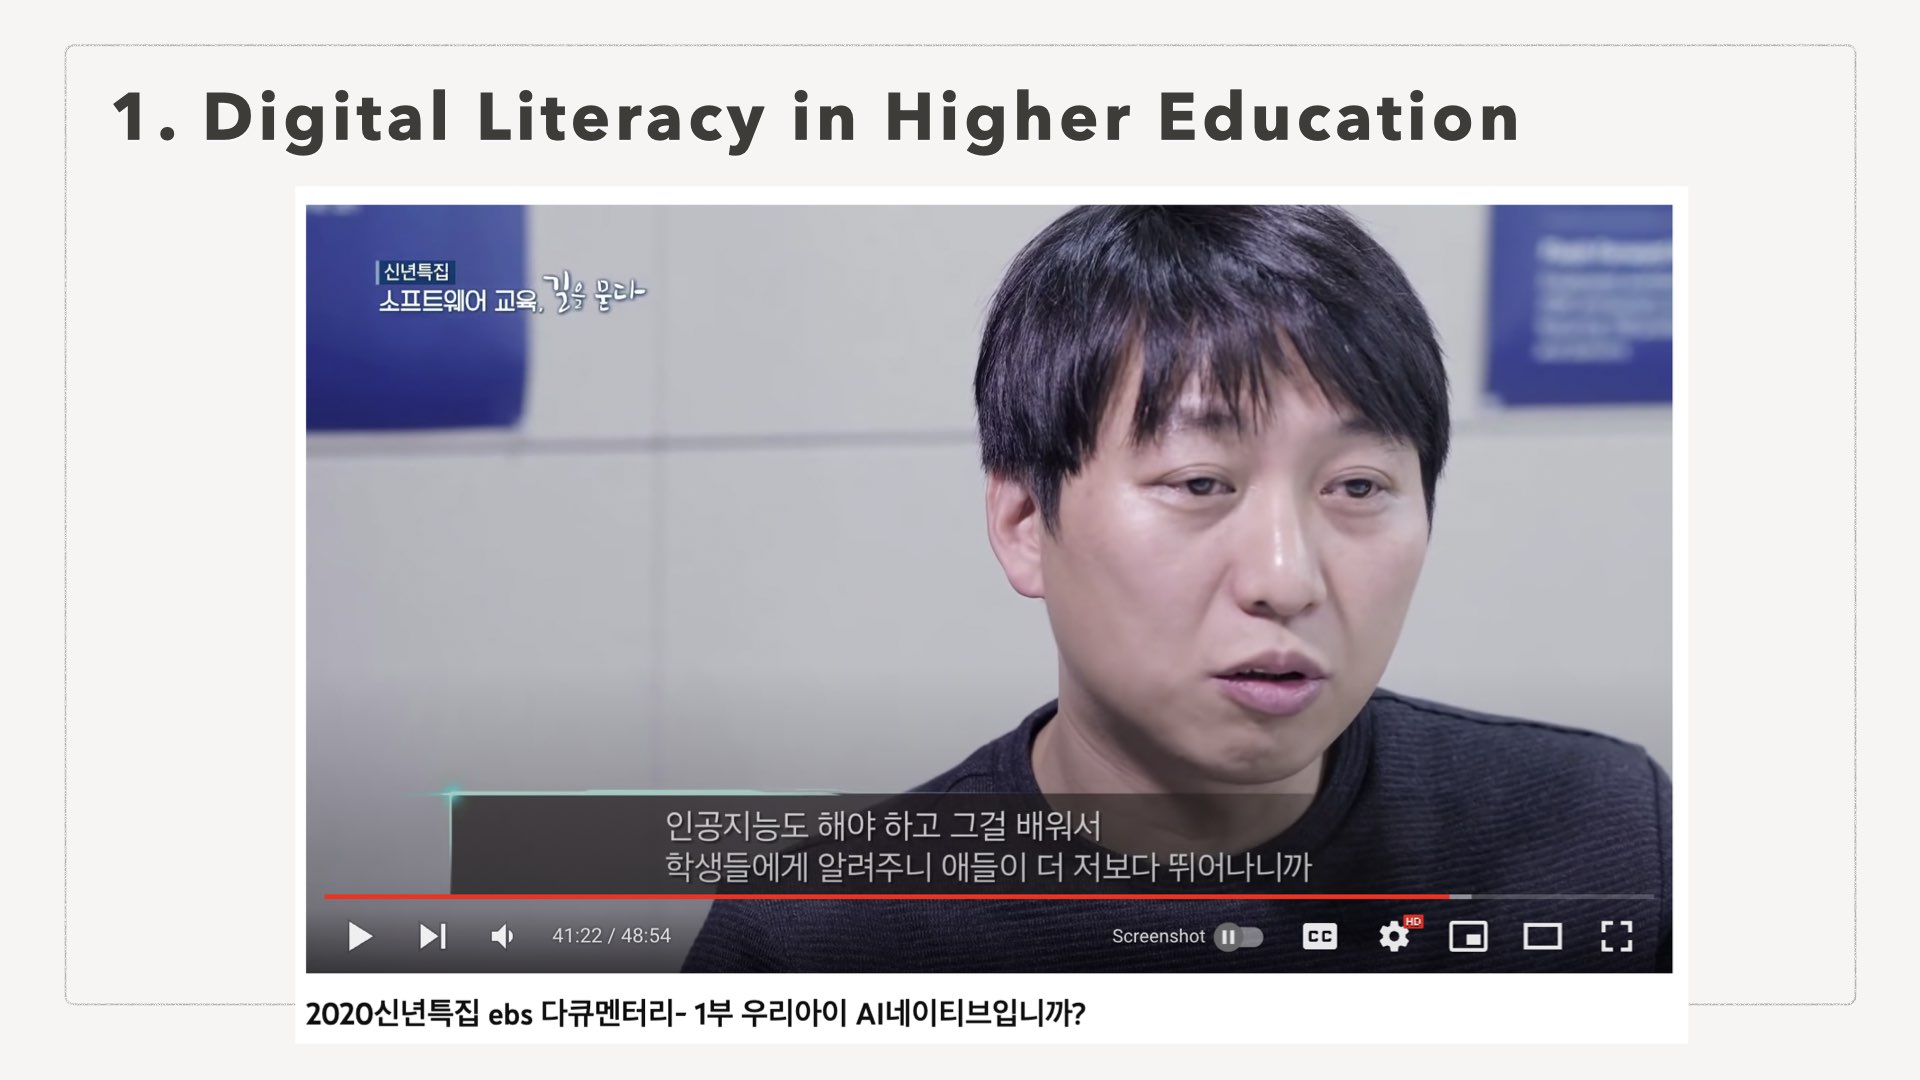 1. Digital Literacy in Higher Education
신년특집
소프트웨어 교육, 길을 묻다
인공지능도 해야 하고 그걸 배워서
학생들에게 알려주니 애들이 더 저보다 뛰어나니까
41:22 / 48:54
Screenshot
CC
HD
2020신년특집 ebs 다큐멘터리- 1부 우리아이 AI네이티브입니까?